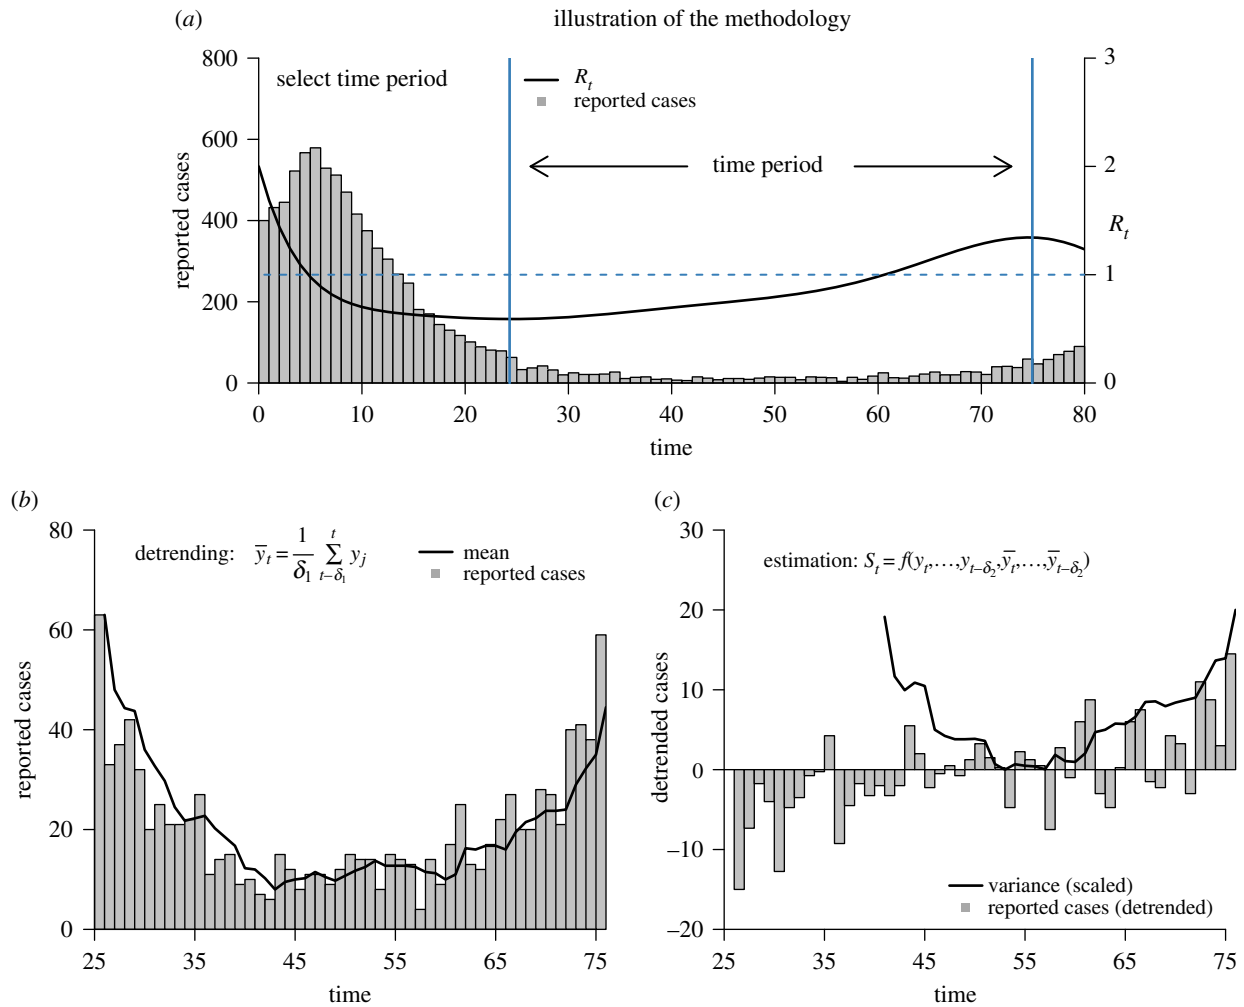 (a)
illustration of the methodology
select time period
R_t
reported cases
time period
reported cases
800
600
400
200
0
3
2
1
0
R_t
0 10 20 30 40 50 60 70 80
time
(b)
detrending: y̅_t = 1/δ_1 ∑_{t−δ_1}^{t} y_j
mean
reported cases
reported cases
80
60
40
20
0
25 35 45 55 65 75
time
(c)
estimation: S_t = f(y_t,…,y_{t−δ_2},y̅_t,…,y̅_{t−δ_2})
detrended cases
30
20
10
0
−10
−20
variance (scaled)
reported cases (detrended)
25 35 45 55 65 75
time